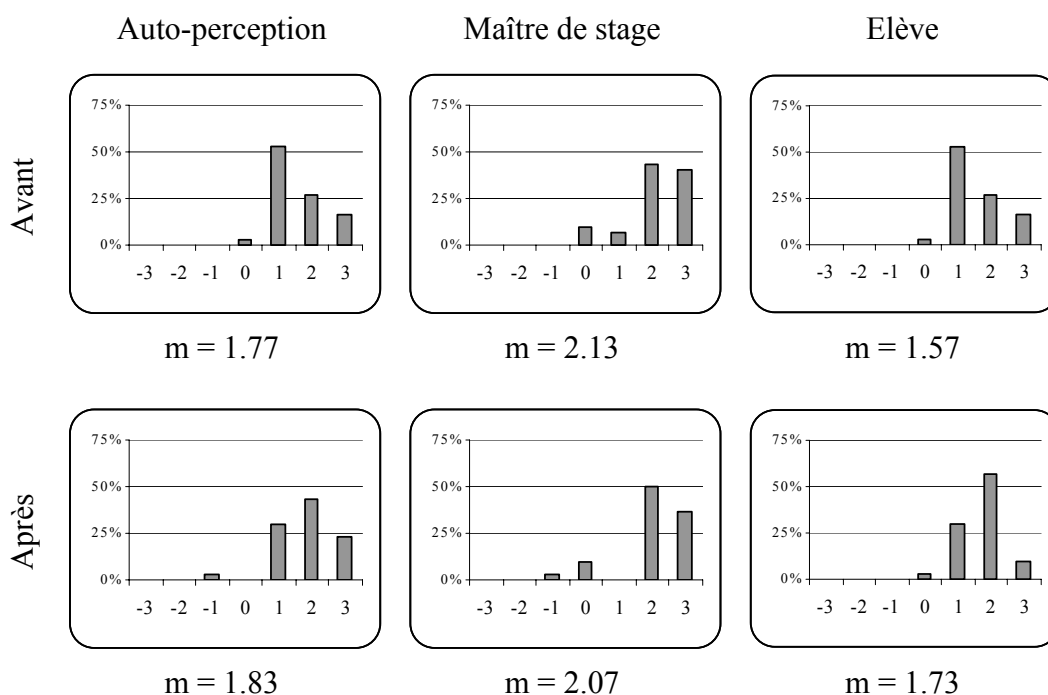 Auto-perception Maître de stage Elève
Avant
75%
50%
25%
0%
-3 -2 -1 0 1 2 3
m = 1.77
75%
50%
25%
0%
-3 -2 -1 0 1 2 3
m = 2.13
75%
50%
25%
0%
-3 -2 -1 0 1 2 3
m = 1.57
Après
75%
50%
25%
0%
-3 -2 -1 0 1 2 3
m = 1.83
75%
50%
25%
0%
-3 -2 -1 0 1 2 3
m = 2.07
75%
50%
25%
0%
-3 -2 -1 0 1 2 3
m = 1.73